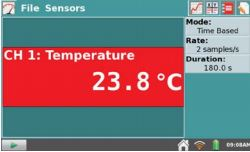 File Sensors
Mode:
Time Based
Rate:
2 samples/s
Duration:
180.0 s
CH 1: Temperature
23.8 °C
09:08AM